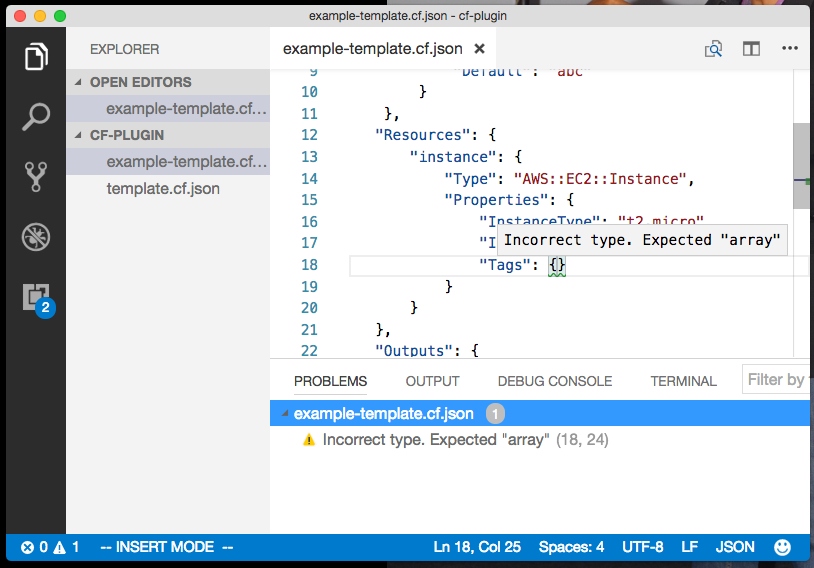 example-template.cf.json - cf-plugin
EXPLORER
OPEN EDITORS
example-template.cf...
CF-PLUGIN
example-template.cf...
template.cf.json
2
example-template.cf.json ×
9 "Default": "abc"
10 }
11 },
12 "Resources": {
13 "instance": {
14 "Type": "AWS::EC2::Instance",
15 "Properties": {
16 "InstanceType": "t2.micro"
17 "I
Incorrect type. Expected "array"
18 "Tags": {}
19 }
20 }
21 },
22 "Outputs": {
PROBLEMS OUTPUT DEBUG CONSOLE TERMINAL Filter by
example-template.cf.json 1
Incorrect type. Expected "array" (18, 24)
0 1 -- INSERT MODE -- Ln 18, Col 25 Spaces: 4 UTF-8 LF JSON